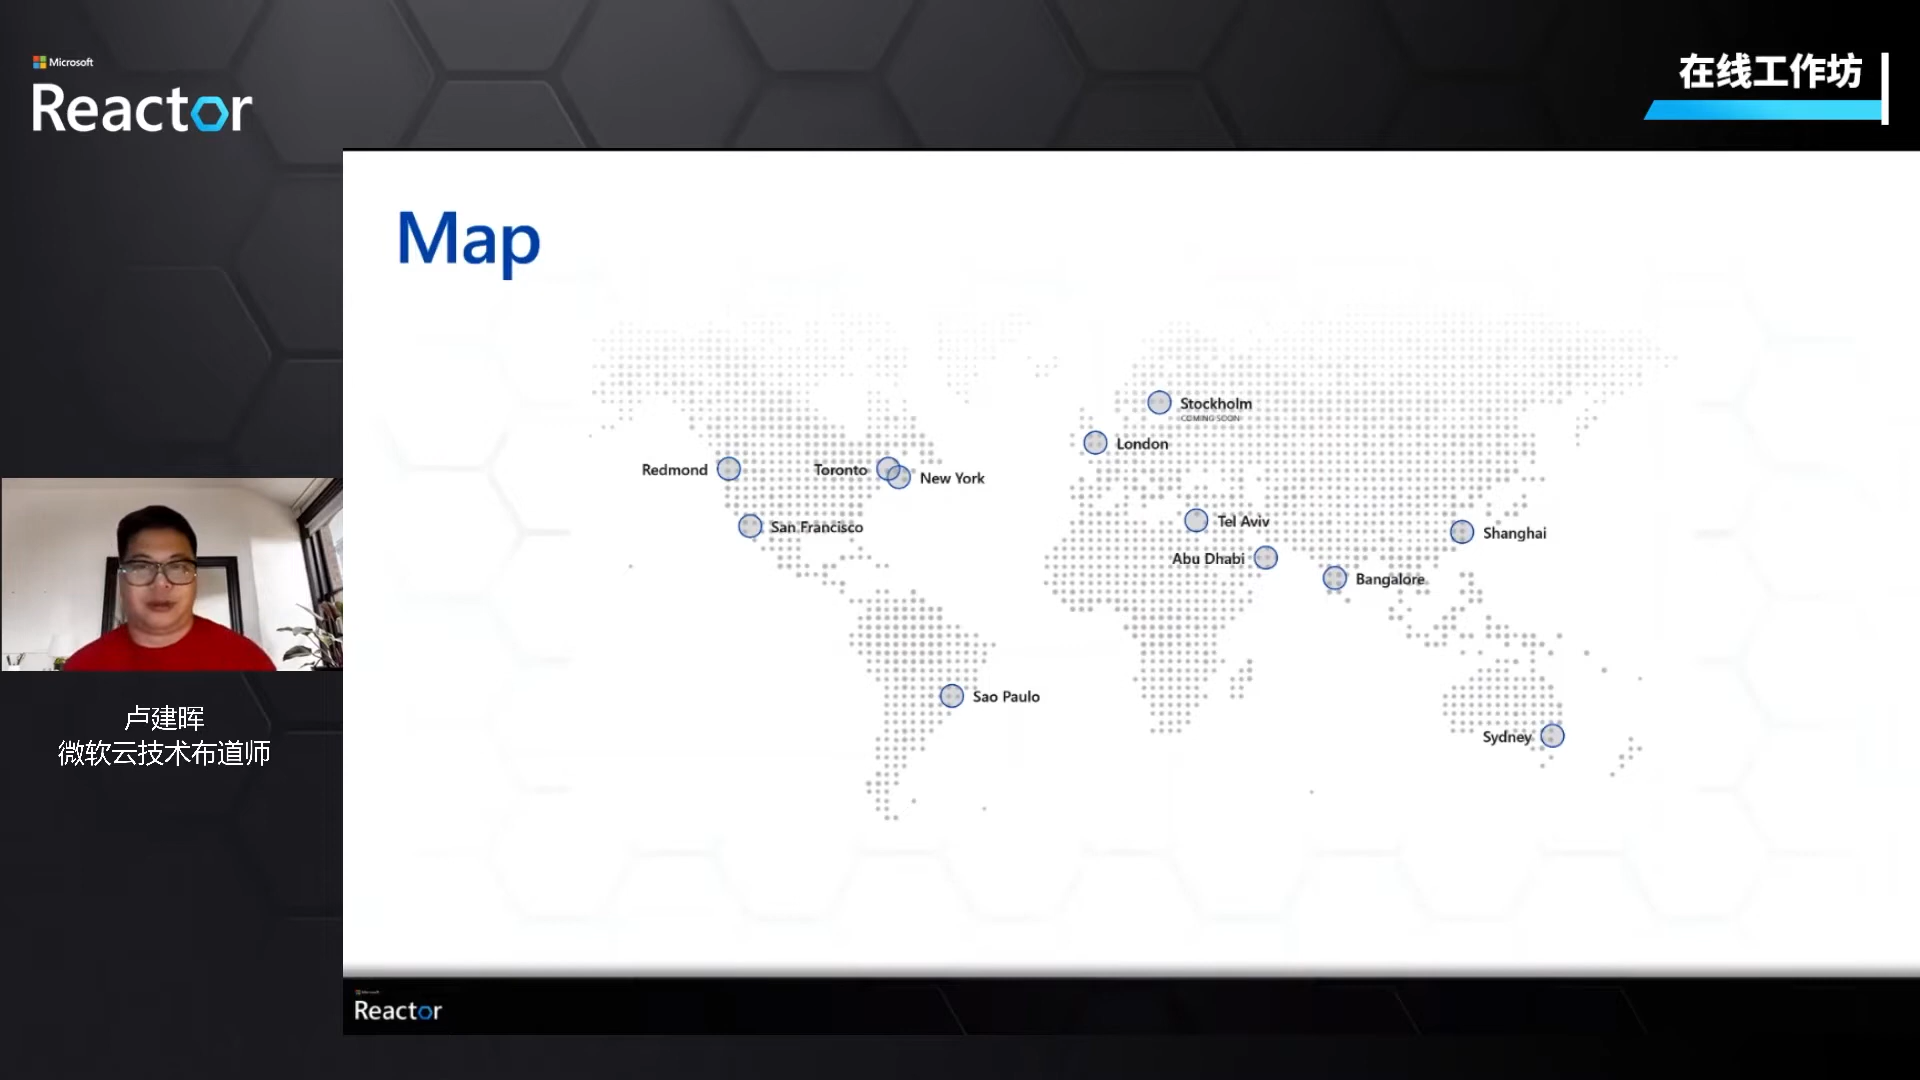 Microsoft
Reactor
在线工作坊
Map
Stockholm
COMING SOON
London
Redmond
Toronto
New York
San Francisco
Tel Aviv
Shanghai
Abu Dhabi
Bangalore
Sao Paulo
Sydney
卢建晖
微软云技术布道师
Microsoft
Reactor